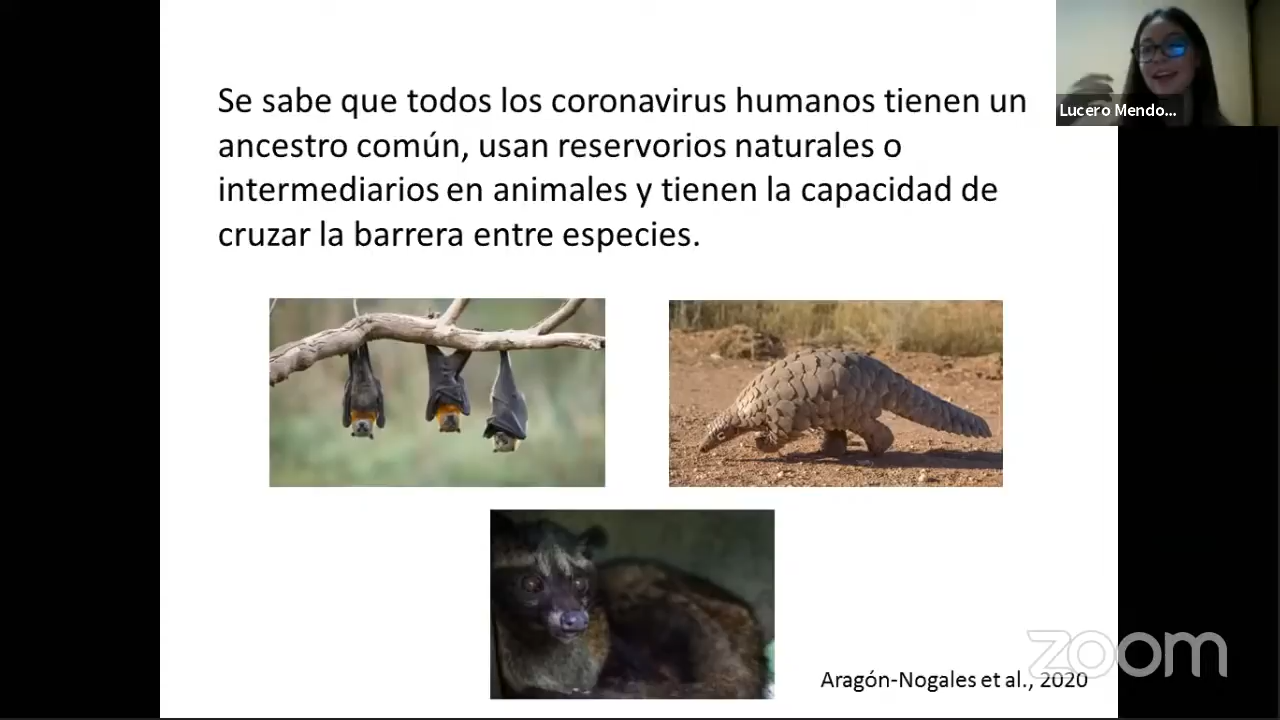 Se sabe que todos los coronavirus humanos tienen un
ancestro común, usan reservorios naturales o
intermediarios en animales y tienen la capacidad de
cruzar la barrera entre especies.
Lucero Mendo...
Aragón-Nogales et al., 2020
zoom